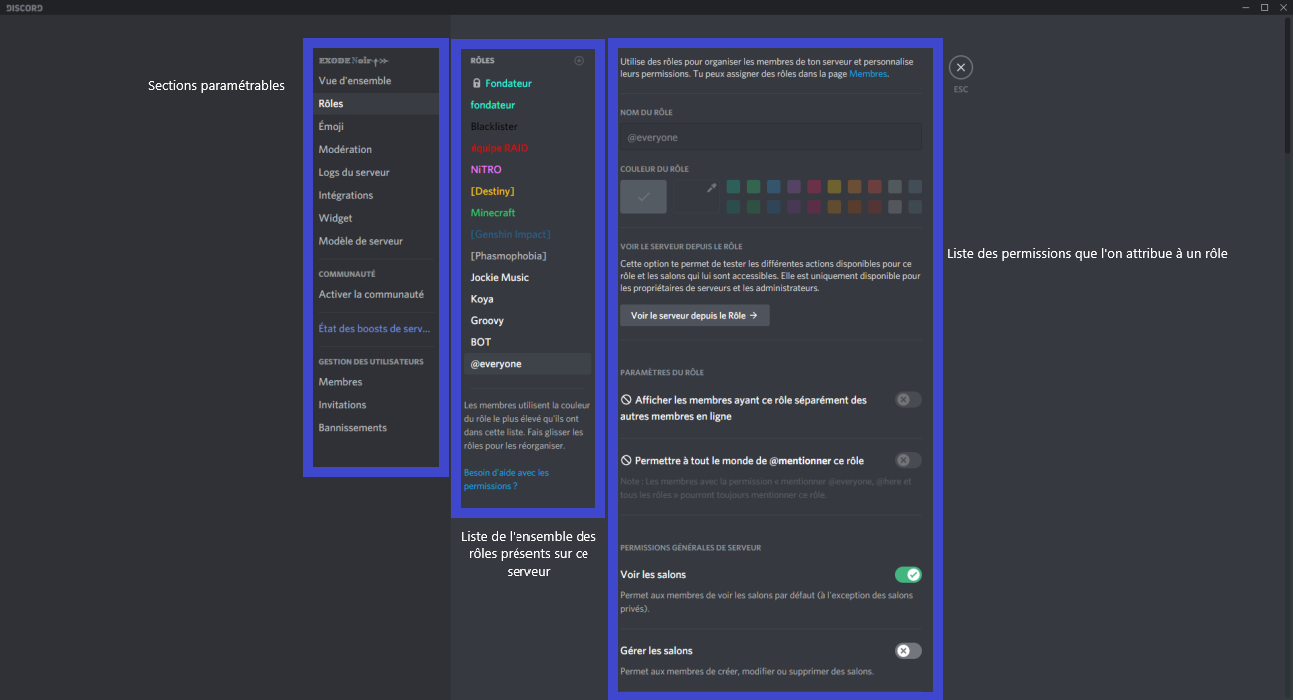 DISCORD
Sections paramétrables
EXODE Noir
Vue d'ensemble
Rôles
Émoji
Modération
Logs du serveur
Intégrations
Widget
Modèle de serveur
COMMUNAUTÉ
Activer la communauté
État des boosts de serv...
GESTION DES UTILISATEURS
Membres
Invitations
Bannissements
RÔLES
Fondateur
fondateur
Blacklister
équipe RAID
NiTRO
[Destiny]
Minecraft
[Genshin Impact]
[Phasmophobia]
Jockie Music
Koya
Groovy
BOT
@everyone
Les membres utilisent la couleur
du rôle le plus élevé qu'ils ont
dans cette liste. Fais glisser les
rôles pour les réorganiser.
Besoin d'aide avec les
permissions ?
Liste de l'ensemble des
rôles présents sur ce
serveur
Utilise des rôles pour organiser les membres de ton serveur et personnalise
leurs permissions. Tu peux assigner des rôles dans la page Membres.
NOM DU RÔLE
@everyone
COULEUR DU RÔLE
VOIR LE SERVEUR DEPUIS LE RÔLE
Cette option te permet de tester les différentes actions disponibles pour ce
rôle et les salons qui lui sont accessibles. Elle est uniquement disponible pour
les propriétaires de serveurs et les administrateurs.
Voir le serveur depuis le Rôle →
PARAMÈTRES DU RÔLE
Afficher les membres ayant ce rôle séparément des
autres membres en ligne
Permettre à tout le monde de @mentionner ce rôle
Note : Les membres avec la permission « mentionner @everyone, @here et
tous les rôles » pourront toujours mentionner ce rôle.
PERMISSIONS GÉNÉRALES DE SERVEUR
Voir les salons
Permet aux membres de voir les salons par défaut (à l'exception des salons
privés).
Gérer les salons
Permet aux membres de créer, modifier ou supprimer des salons.
ESC
Liste des permissions que l'on attribue à un rôle